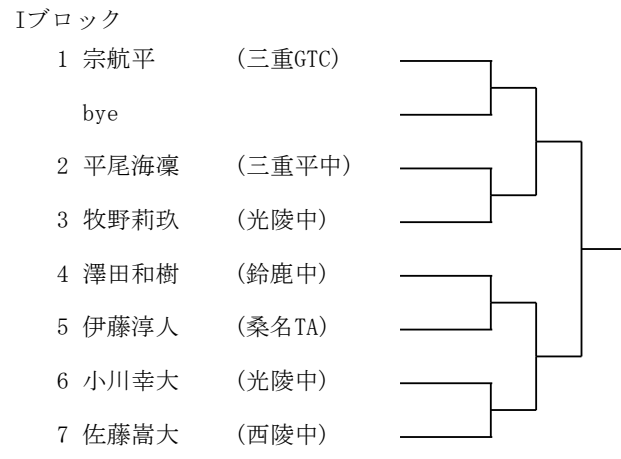 Iブロック
1 宗航平 (三重GTC)
bye
2 平尾海凜 (三重平中)
3 牧野莉玖 (光陵中)
4 澤田和樹 (鈴鹿中)
5 伊藤淳人 (桑名TA)
6 小川幸大 (光陵中)
7 佐藤嵩大 (西陵中)